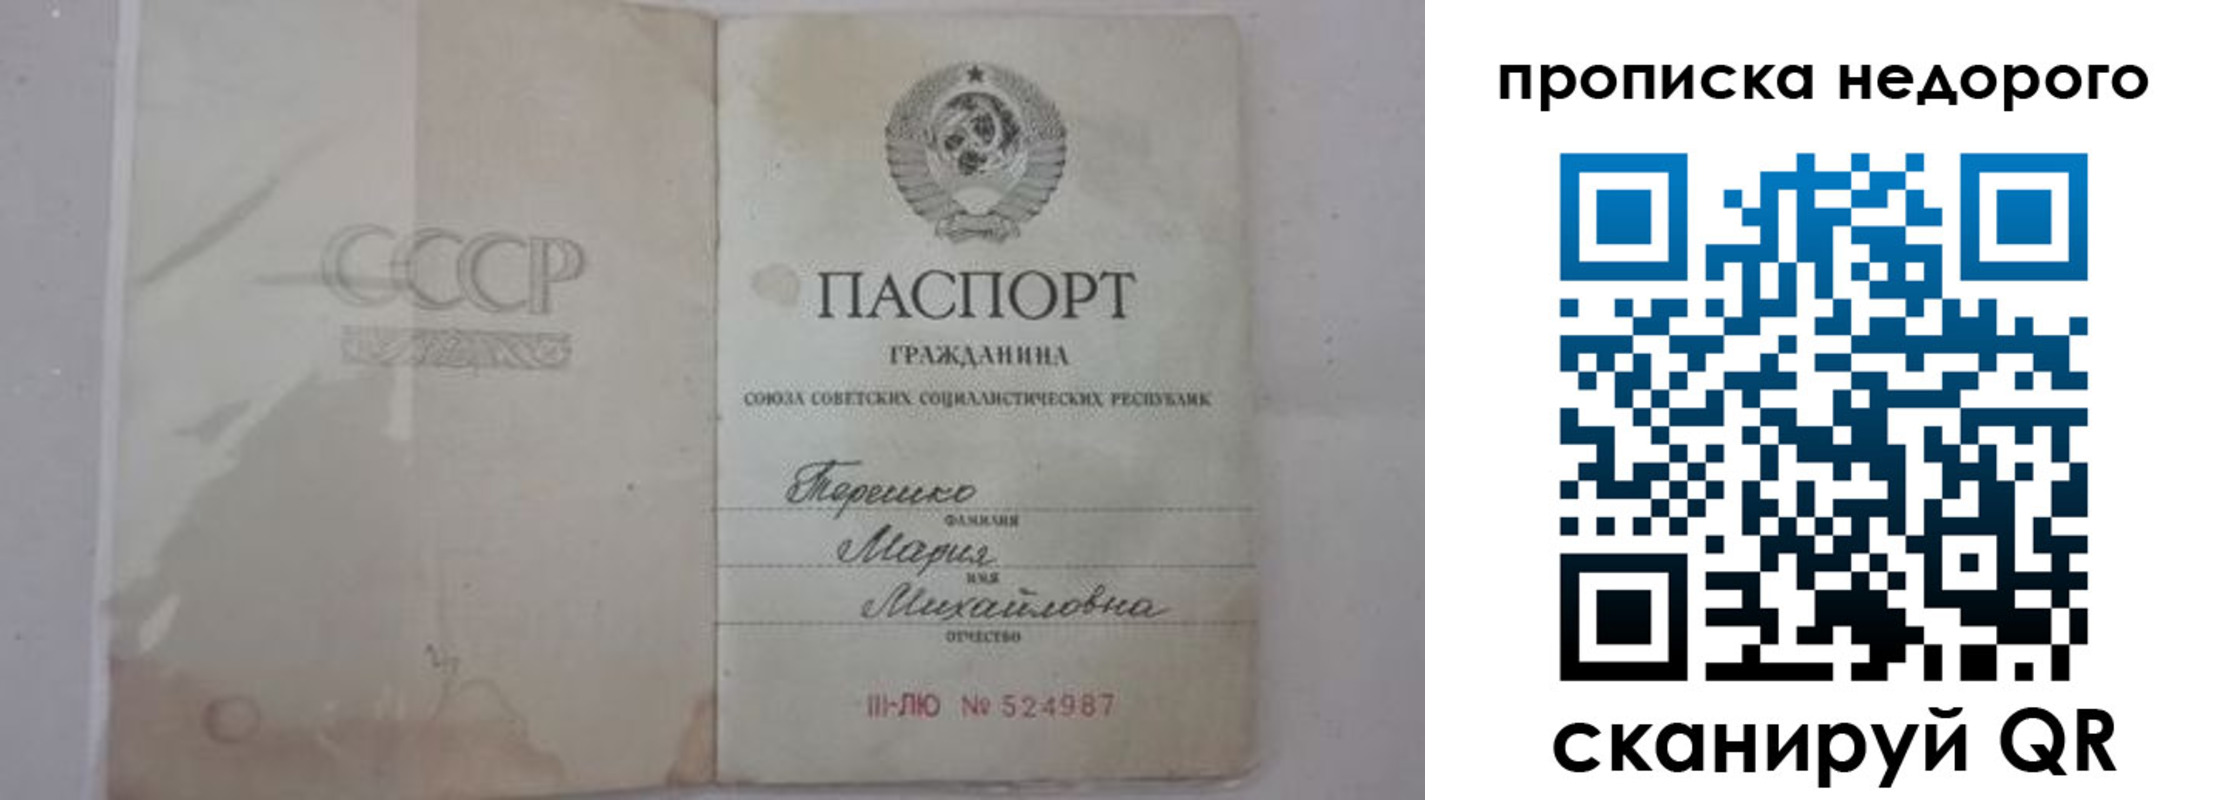 СССР
ПАСПОРТ
ГРАЖДАНИНА
СОЮЗА СОВЕТСКИХ СОЦИАЛИСТИЧЕСКИХ РЕСПУБЛИК
Терешко
ФАМИЛИЯ
Мария
ИМЯ
Михайловна
ОТЧЕСТВО
III-ЛЮ № 524987
прописка недорого
сканируй QR